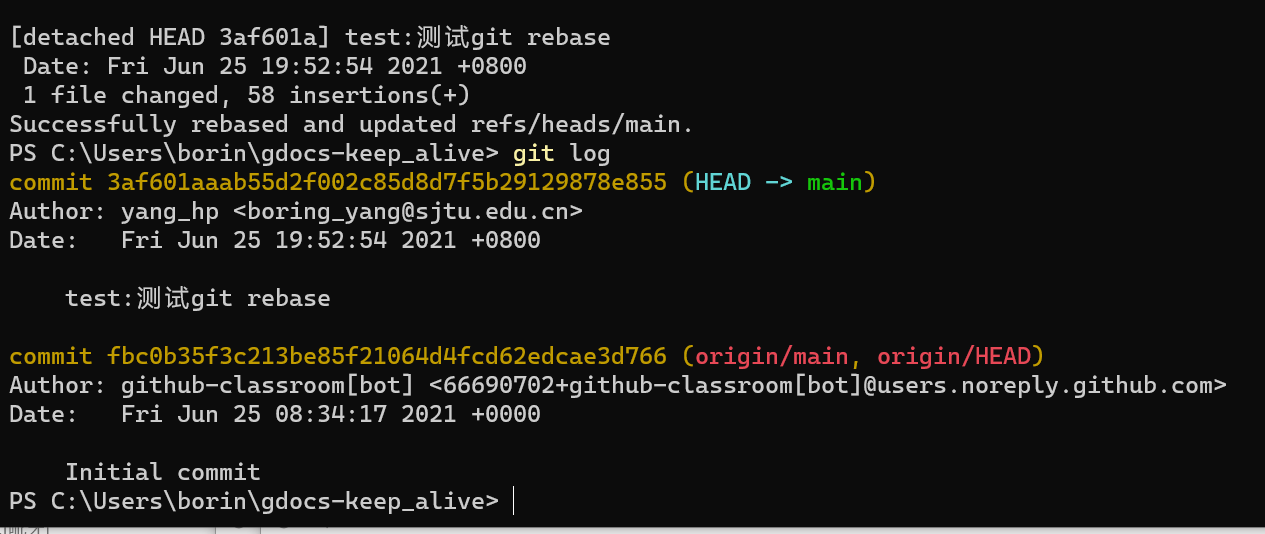 [detached HEAD 3af601a] test:测试git rebase
 Date: Fri Jun 25 19:52:54 2021 +0800
 1 file changed, 58 insertions(+)
Successfully rebased and updated refs/heads/main.
PS C:\Users\borin\gdocs-keep_alive> git log
commit 3af601aaab55d2f002c85d8d7f5b29129878e855 (HEAD -> main)
Author: yang_hp <boring_yang@sjtu.edu.cn>
Date:   Fri Jun 25 19:52:54 2021 +0800

    test:测试git rebase

commit fbc0b35f3c213be85f21064d4fcd62edcae3d766 (origin/main, origin/HEAD)
Author: github-classroom[bot] <66690702+github-classroom[bot]@users.noreply.github.com>
Date:   Fri Jun 25 08:34:17 2021 +0000

    Initial commit
PS C:\Users\borin\gdocs-keep_alive>